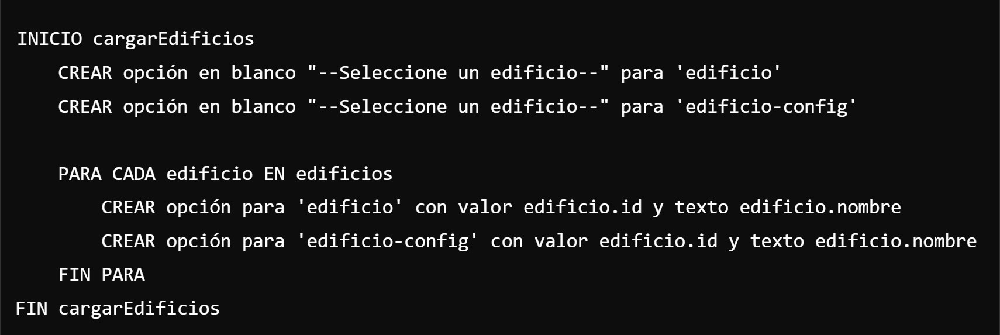 INICIO cargarEdificios
CREAR opción en blanco "--Seleccione un edificio--" para 'edificio'
CREAR opción en blanco "--Seleccione un edificio--" para 'edificio-config'
PARA CADA edificio EN edificios
CREAR opción para 'edificio' con valor edificio.id y texto edificio.nombre
CREAR opción para 'edificio-config' con valor edificio.id y texto edificio.nombre
FIN PARA
FIN cargarEdificios